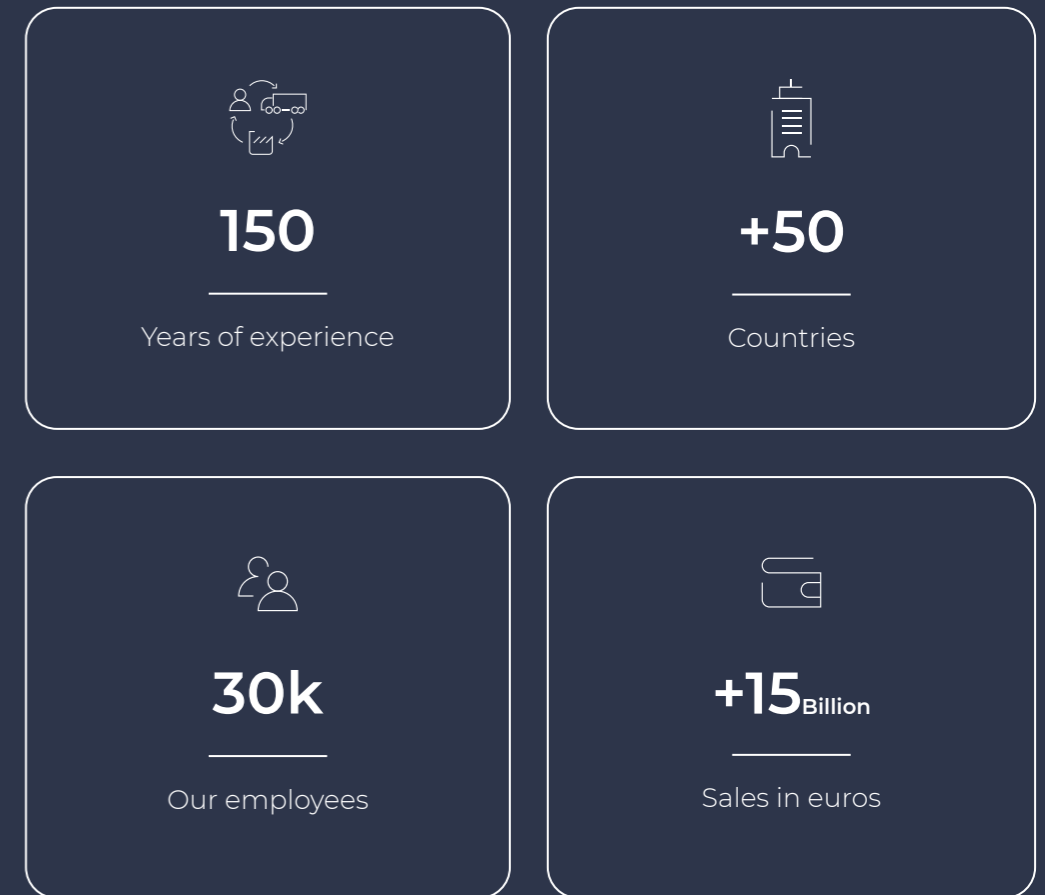 150
Years of experience
+50
Countries
30k
Our employees
+15Billion
Sales in euros